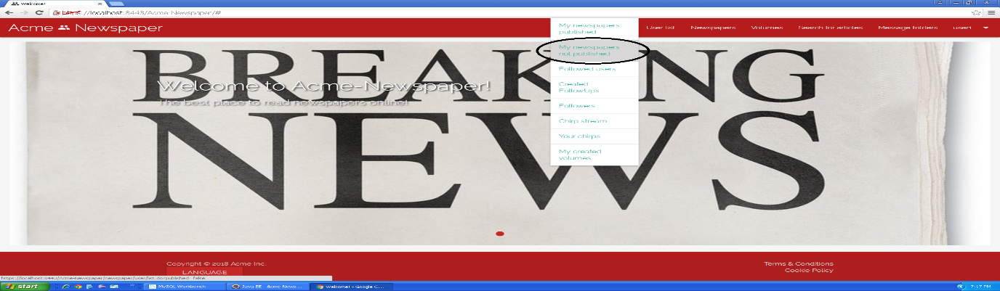 Welcome!
https://localhost:8443/Acme-Newspaper/#
Acme Newspaper
User list
Newspapers
Volumes
Search for articles
Message folders
user1
My newspapers
published
My newspapers
not published
Followed users
Created
FollowUps
Followers
Chirp stream
Your chirps
My created
volumes
BREAKING
NEWS
Welcome to Acme-Newspaper!
The best place to read newspapers online!
Copyright © 2018 Acme Inc.
LANGUAGE
Terms & Conditions
Cookie Policy
https://localhost:8443/Acme-Newspaper/newspaper/user/list.do?published=false
start
MySQL Workbench
Java EE - Acme-News...
Welcome! - Google C...
7:17 PM